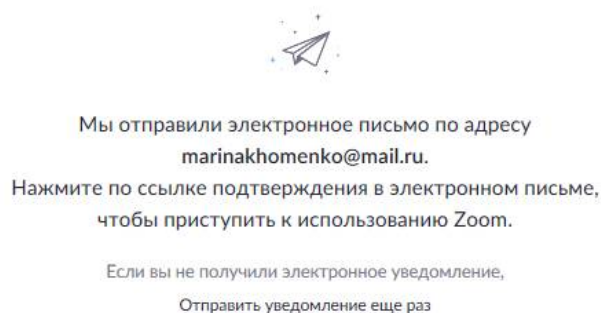 Мы отправили электронное письмо по адресу
marinakhomenko@mail.ru.
Нажмите по ссылке подтверждения в электронном письме,
чтобы приступить к использованию Zoom.
Если вы не получили электронное уведомление,
Отправить уведомление еще раз